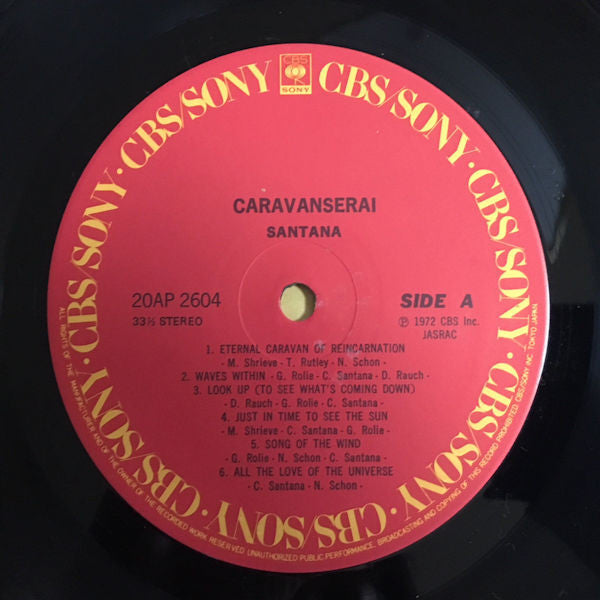 CBS
SONY
· CBS/SONY · CBS/SONY · CBS/SONY · CBS/SONY · CBS/SONY · CBS/SONY · CBS/SONY
CARAVANSERAI
SANTANA
20AP 2604
33⅓ STEREO
SIDE A
Ⓟ 1972 CBS Inc.
JASRAC
1. ETERNAL CARAVAN OF REINCARNATION
- M. Shrieve - T. Rutley - N. Schon -
2. WAVES WITHIN - G. Rolie - C. Santana - D. Rauch -
3. LOOK UP (TO SEE WHAT'S COMING DOWN)
- D. Rauch - G. Rolie - C. Santana -
4. JUST IN TIME TO SEE THE SUN
- M. Shrieve - C. Santana - G. Rolie -
5. SONG OF THE WIND
- G. Rolie - N. Schon - C. Santana -
6. ALL THE LOVE OF THE UNIVERSE
- C. Santana - N. Schon -
ALL RIGHTS OF THE MANUFACTURER AND OF THE OWNER OF THE RECORDED WORK RESERVED. UNAUTHORIZED PUBLIC PERFORMANCE, BROADCASTING AND COPYING OF THIS RECORD PROHIBITED. CBS/SONY INC. TOKYO JAPAN.